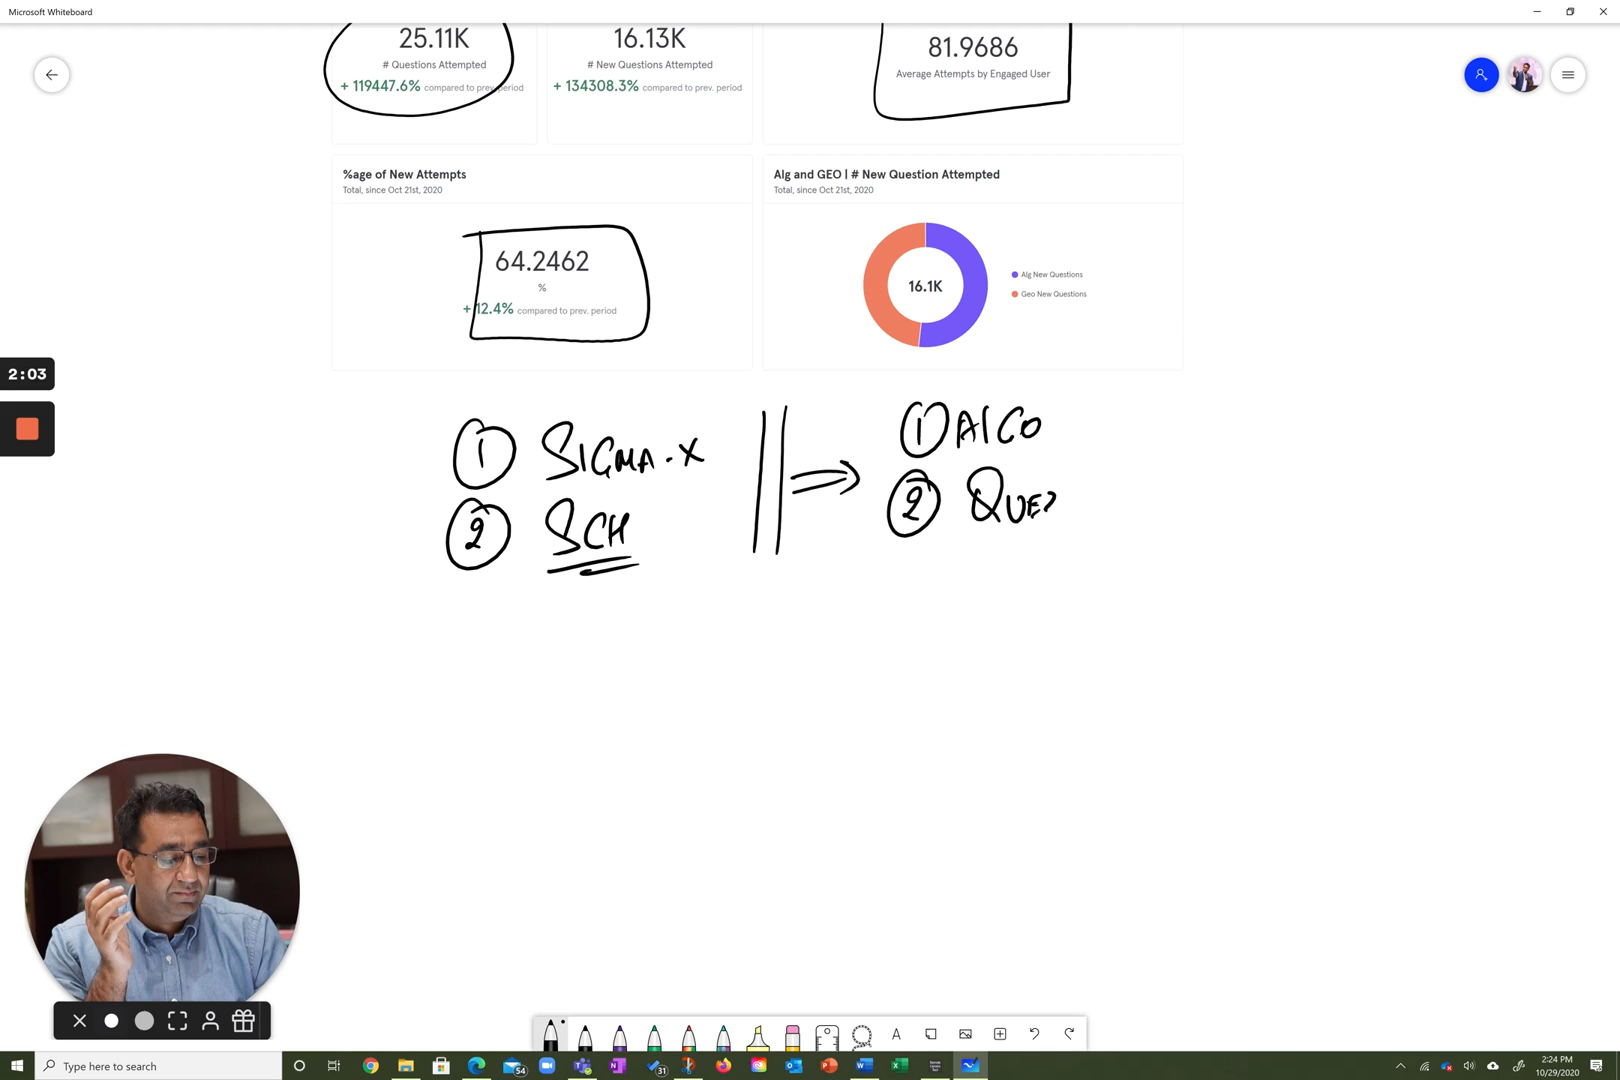 Microsoft Whiteboard
25.11K
# Questions Attempted
+ 119447.6% compared to prev. period
16.13K
# New Questions Attempted
+ 134308.3% compared to prev. period
81.9686
Average Attempts by Engaged User
%age of New Attempts
Total, since Oct 21st, 2020
64.2462
%
+ 12.4% compared to prev. period
Alg and GEO | # New Question Attempted
Total, since Oct 21st, 2020
16.1K
Alg New Questions
Geo New Questions
2:03
1 SIGMA-X
2 SCH
1 AlGO
2 QUES
A
Type here to search
54
31
2:24 PM
10/29/2020